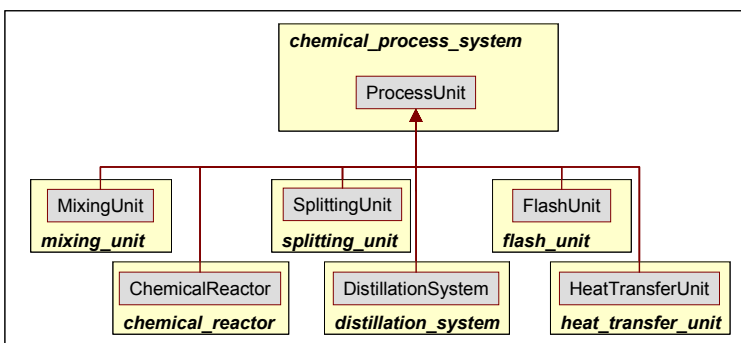 chemical_process_system
ProcessUnit
MixingUnit
mixing_unit
SplittingUnit
splitting_unit
FlashUnit
flash_unit
ChemicalReactor
chemical_reactor
DistillationSystem
distillation_system
HeatTransferUnit
heat_transfer_unit